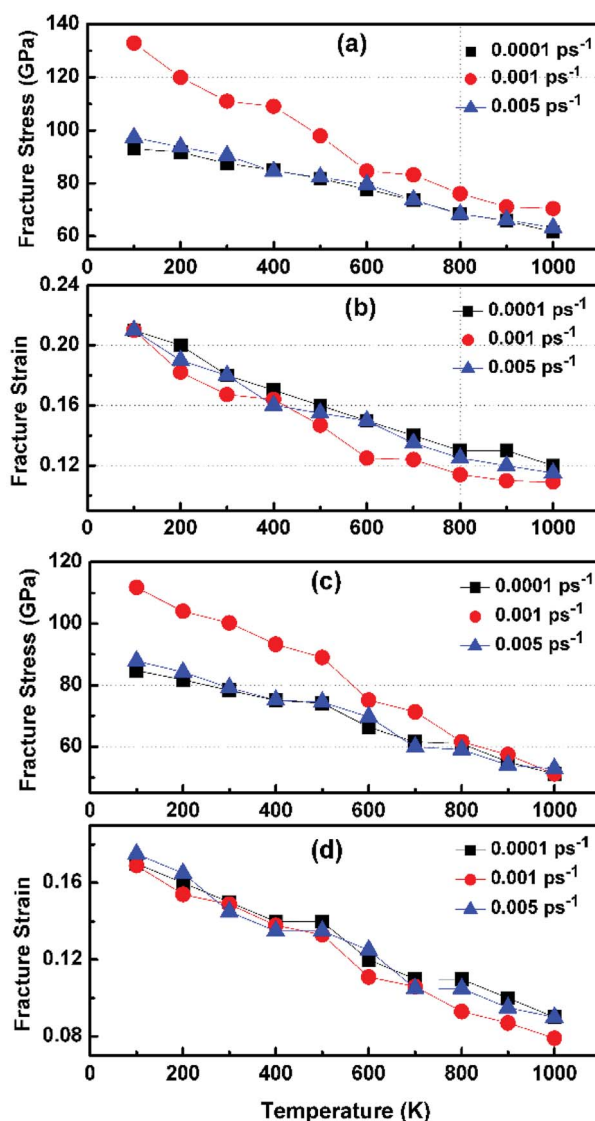 140
120
100
80
60
Fracture Stress (GPa)
(a)
0.0001 ps⁻¹
0.001 ps⁻¹
0.005 ps⁻¹
0 200 400 600 800 1000
0.24
0.20
0.16
0.12
Fracture Strain
(b)
0.0001 ps⁻¹
0.001 ps⁻¹
0.005 ps⁻¹
0 200 400 600 800 1000
120
100
80
60
Fracture Stress (GPa)
(c)
0.0001 ps⁻¹
0.001 ps⁻¹
0.005 ps⁻¹
0 200 400 600 800 1000
0.16
0.12
0.08
Fracture Strain
(d)
0.0001 ps⁻¹
0.001 ps⁻¹
0.005 ps⁻¹
0 200 400 600 800 1000
Temperature (K)